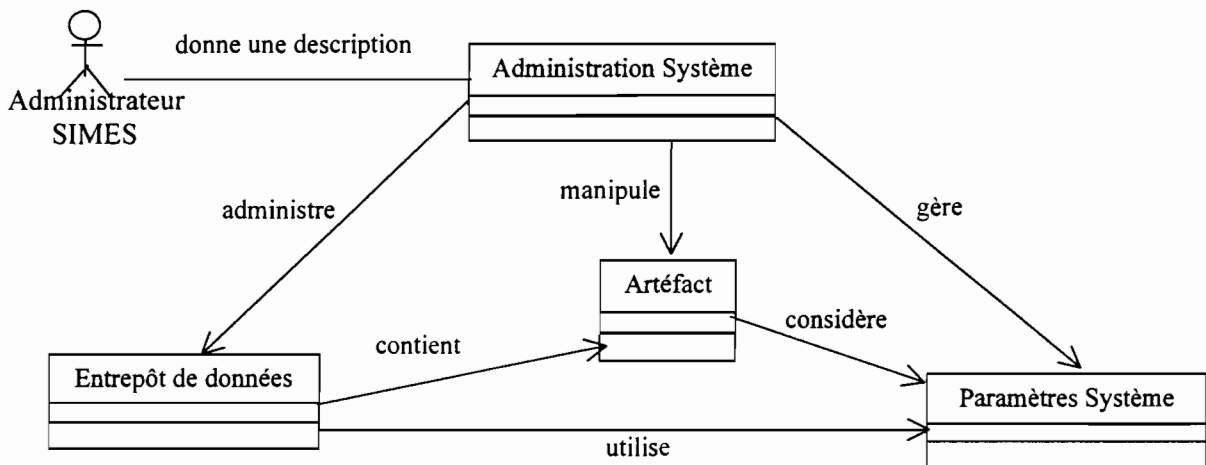 donne une description
Administrateur
SIMES
Administration Système
administre
manipule
gère
Artéfact
contient
considère
Entrepôt de données
Paramètres Système
utilise